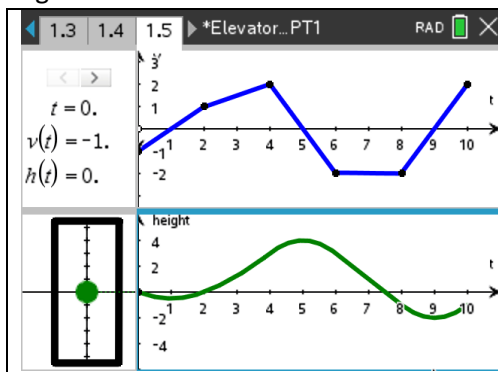 1.3 1.4 1.5 *Elevator…PT1 RAD
< >
t = 0.
v(t) = -1.
h(t) = 0.
y
2
1
t
-1
1 2 3 4 5 6 7 8 9 10
-2
height
4
2
t
1 2 3 4 5 6 7 8 9 10
-2
-4